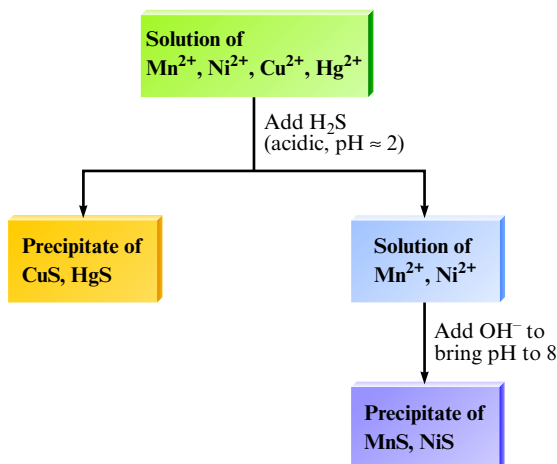 Solution of
Mn²⁺, Ni²⁺, Cu²⁺, Hg²⁺
Add H₂S
(acidic, pH ≈ 2)
Precipitate of
CuS, HgS
Solution of
Mn²⁺, Ni²⁺
Add OH⁻ to
bring pH to 8
Precipitate of
MnS, NiS